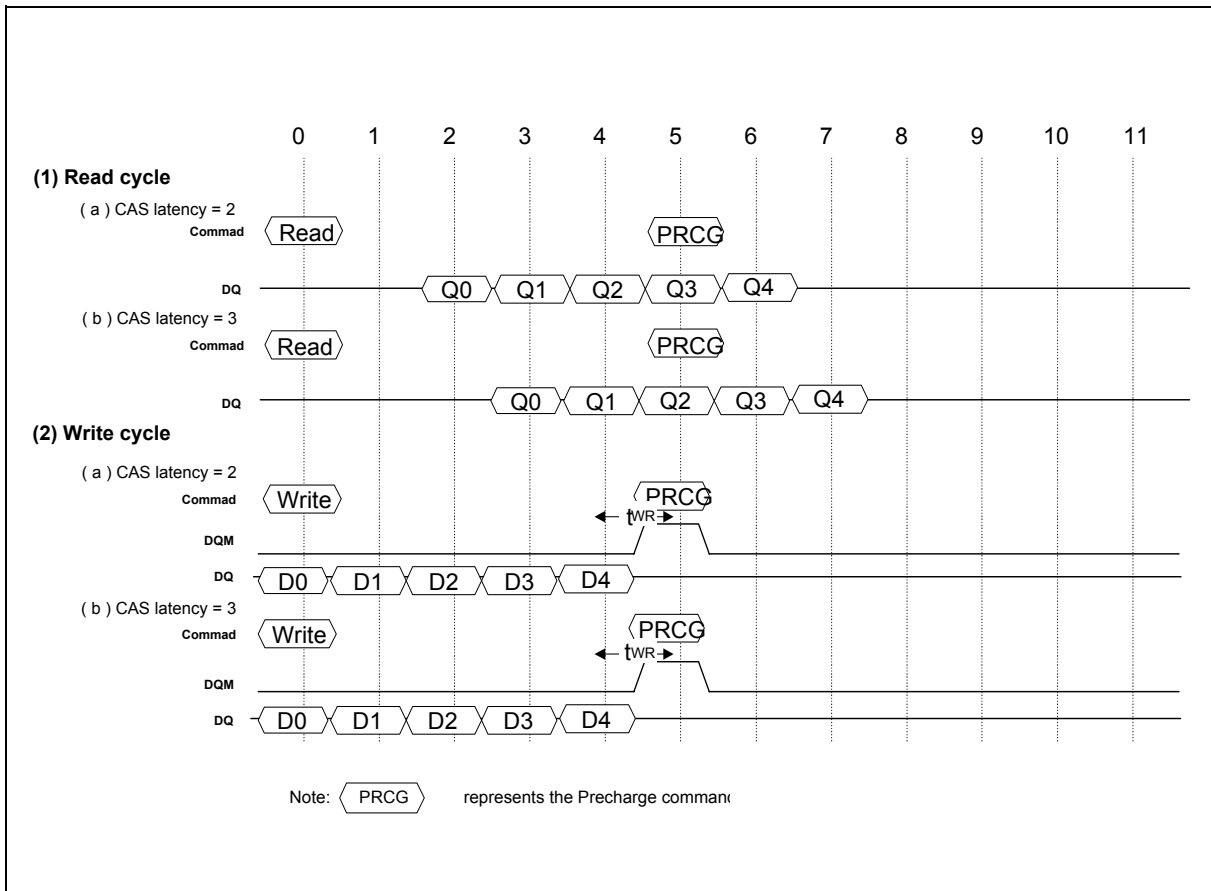 0 1 2 3 4 5 6 7 8 9 10 11
(1) Read cycle
( a ) CAS latency = 2
Commad Read PRCG
DQ Q0 Q1 Q2 Q3 Q4
( b ) CAS latency = 3
Commad Read PRCG
DQ Q0 Q1 Q2 Q3 Q4
(2) Write cycle
( a ) CAS latency = 2
Commad Write PRCG
tWR
DQM
DQ D0 D1 D2 D3 D4
( b ) CAS latency = 3
Commad Write PRCG
tWR
DQM
DQ D0 D1 D2 D3 D4
Note: PRCG represents the Precharge comman